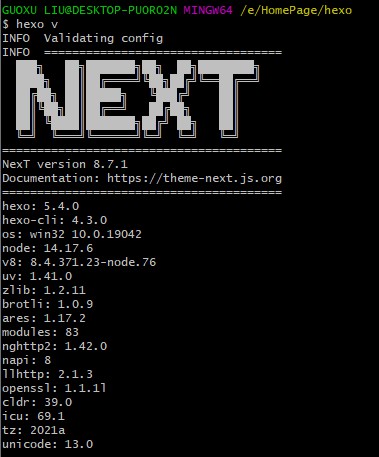 GUOXU LIU@DESKTOP-PUORO2N MINGW64 /e/HomePage/hexo
$ hexo v
INFO  Validating config
INFO  ==================================
NEXT
========================================
NexT version 8.7.1
Documentation: https://theme-next.js.org
========================================
hexo: 5.4.0
hexo-cli: 4.3.0
os: win32 10.0.19042
node: 14.17.6
v8: 8.4.371.23-node.76
uv: 1.41.0
zlib: 1.2.11
brotli: 1.0.9
ares: 1.17.2
modules: 83
nghttp2: 1.42.0
napi: 8
llhttp: 2.1.3
openssl: 1.1.1l
cldr: 39.0
icu: 69.1
tz: 2021a
unicode: 13.0